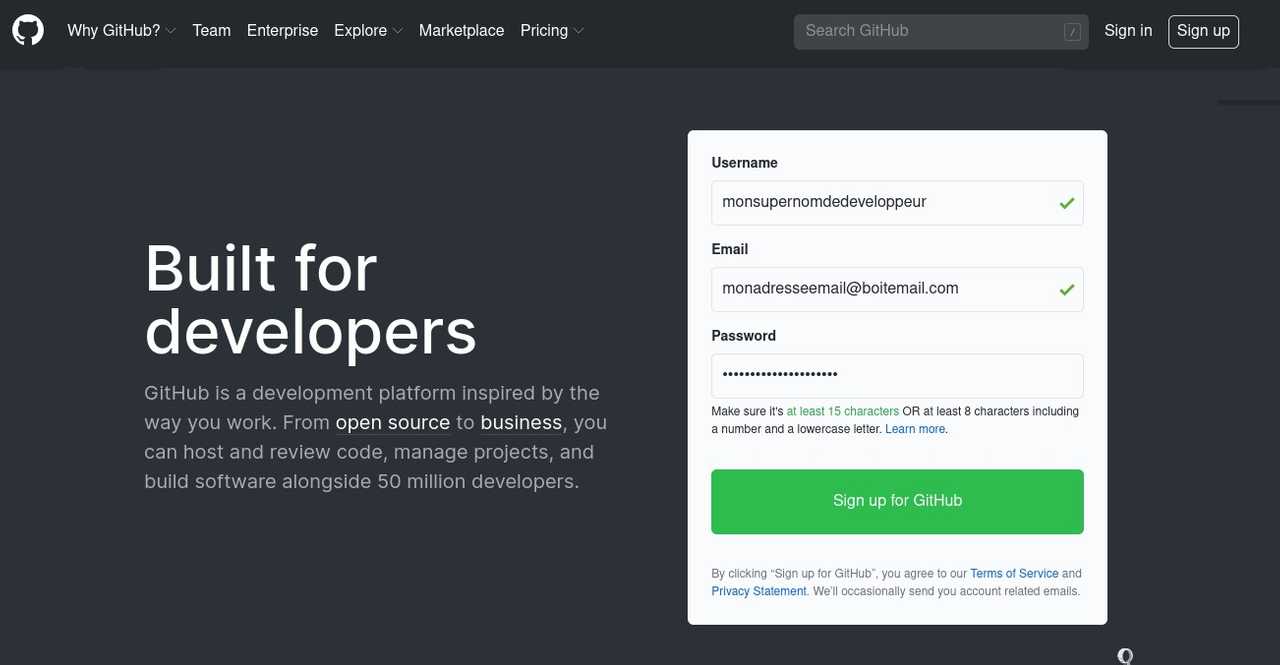 Why GitHub? Team Enterprise Explore Marketplace Pricing Search GitHub / Sign in Sign up
Built for
developers
GitHub is a development platform inspired by the
way you work. From open source to business, you
can host and review code, manage projects, and
build software alongside 50 million developers.
Username
monsupernomdedeveloppeur
Email
monadresseemail@boitemail.com
Password
•••••••••••••••••••••
Make sure it's at least 15 characters OR at least 8 characters including
a number and a lowercase letter. Learn more.
Sign up for GitHub
By clicking “Sign up for GitHub”, you agree to our Terms of Service and
Privacy Statement. We’ll occasionally send you account related emails.